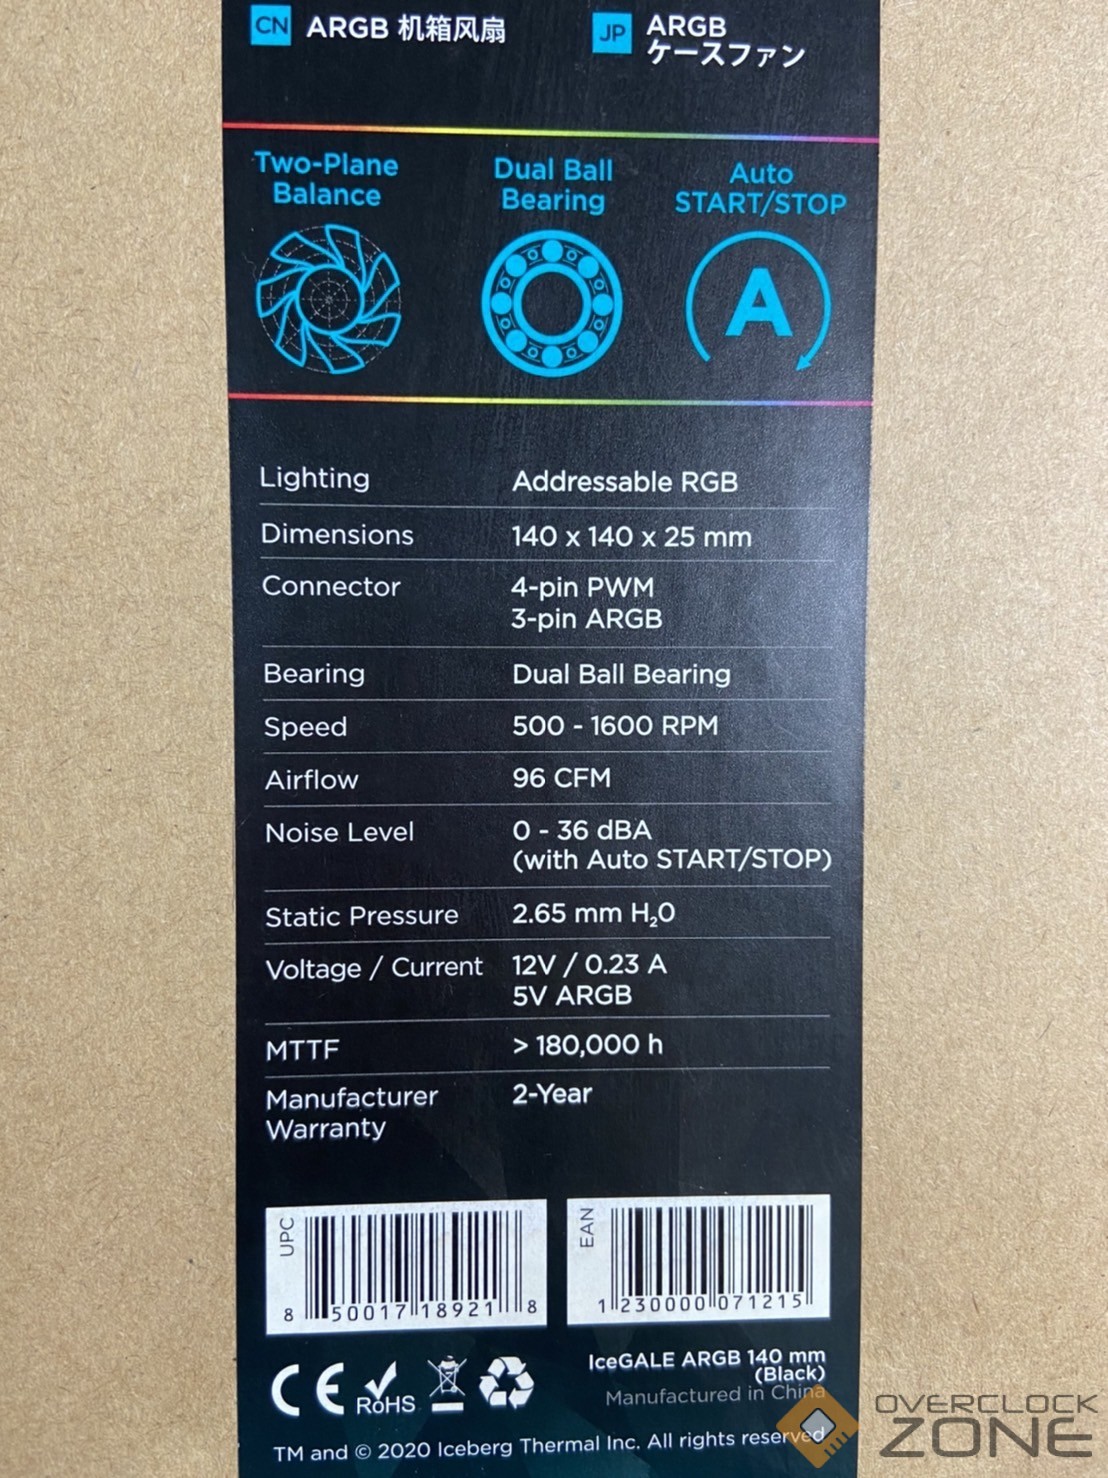 CN ARGB 机箱风扇
JP ARGB
ケースファン
Two-Plane
Balance
Dual Ball
Bearing
Auto
START/STOP
A
Lighting Addressable RGB
Dimensions 140 x 140 x 25 mm
Connector 4-pin PWM
3-pin ARGB
Bearing Dual Ball Bearing
Speed 500 - 1600 RPM
Airflow 96 CFM
Noise Level 0 - 36 dBA
(with Auto START/STOP)
Static Pressure 2.65 mm H₂0
Voltage / Current 12V / 0.23 A
5V ARGB
MTTF > 180,000 h
Manufacturer 2-Year
Warranty
UPC
8 50017 18921 8
EAN
1 230000 071215
CE RoHS
IceGALE ARGB 140 mm
(Black)
Manufactured in China
TM and © 2020 Iceberg Thermal Inc. All rights reserved
OVERCLOCK
ZONE